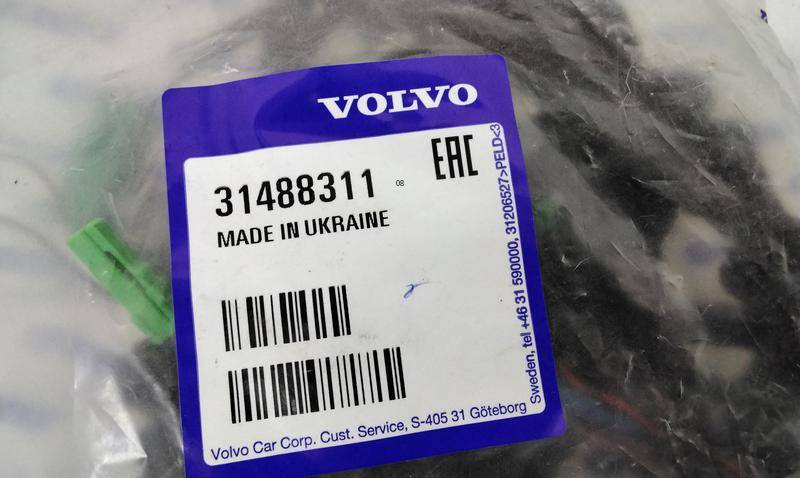 VOLVO
EAC
31488311 08
MADE IN UKRAINE
Volvo Car Corp. Cust. Service, S-405 31 Göteborg
Sweden, tel +46 31 590000, 31206527>PELD<3